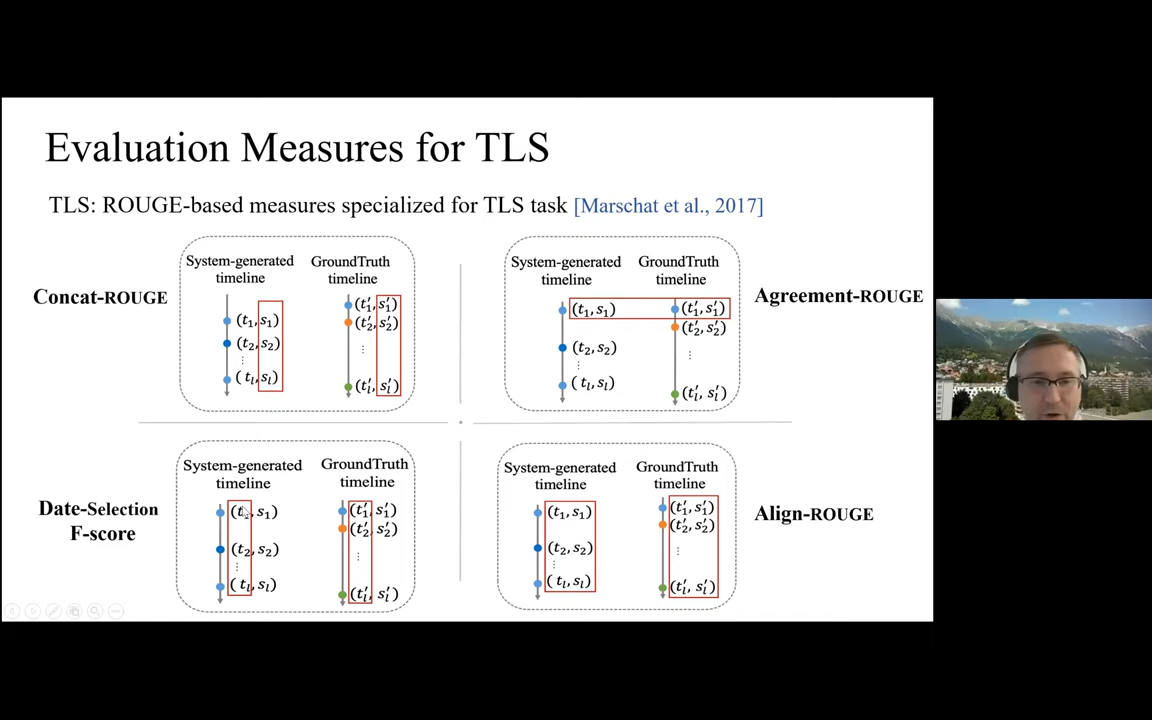 Evaluation Measures for TLS
TLS: ROUGE-based measures specialized for TLS task [Marschat et al., 2017]
Concat-ROUGE
System-generated
timeline
(t₁, s₁)
(t₂, s₂)
⋮
( tₗ, sₗ)
GroundTruth
timeline
(t′₁, s′₁)
(t′₂, s′₂)
⋮
(t′ₗ, s′ₗ)
System-generated
timeline
(t₁, s₁)
(t₂, s₂)
⋮
( tₗ, sₗ)
GroundTruth
timeline
(t′₁, s′₁)
(t′₂, s′₂)
⋮
(t′ₗ, s′ₗ)
Agreement-ROUGE
Date-Selection
F-score
System-generated
timeline
(t₁, s₁)
(t₂, s₂)
⋮
( tₗ, sₗ)
GroundTruth
timeline
(t′₁, s′₁)
(t′₂, s′₂)
⋮
(t′ₗ, s′ₗ)
System-generated
timeline
(t₁, s₁)
(t₂, s₂)
⋮
( tₗ, sₗ)
GroundTruth
timeline
(t′₁, s′₁)
(t′₂, s′₂)
⋮
(t′ₗ, s′ₗ)
Align-ROUGE